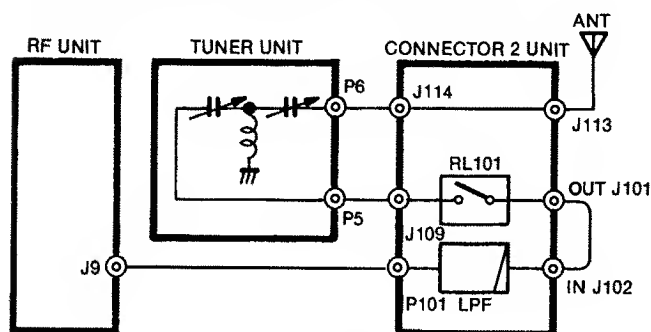 ANT
RF UNIT
TUNER UNIT
CONNECTOR 2 UNIT
P6
J114
J113
RL101
OUT J101
P5
J109
J9
P101 LPF
IN J102